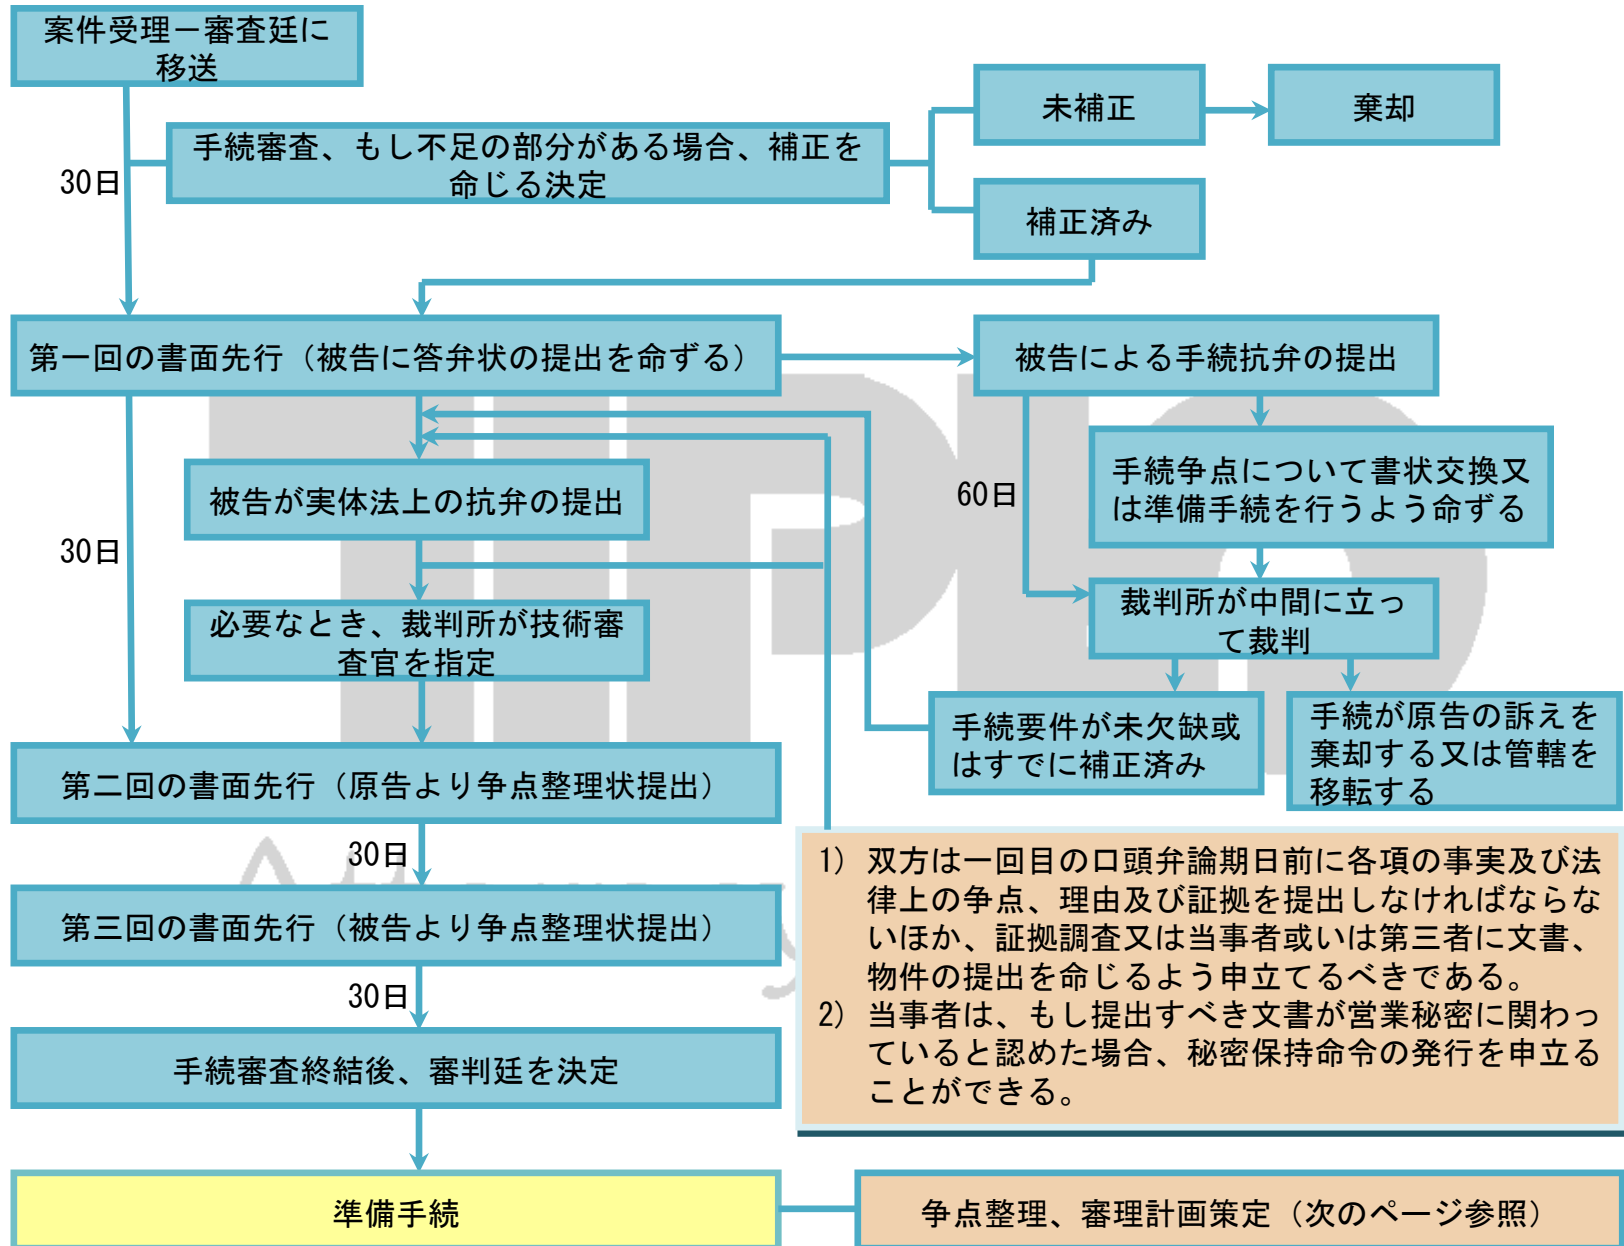 案件受理－審査廷に
移送
手続審査、もし不足の部分がある場合、補正を
命じる決定
未補正
棄却
30日
補正済み
第一回の書面先行（被告に答弁状の提出を命ずる）
被告による手続抗弁の提出
手続争点について書状交換又
は準備手続を行うよう命ずる
60日
被告が実体法上の抗弁の提出
30日
裁判所が中間に立っ
て裁判
必要なとき、裁判所が技術審
査官を指定
手続要件が未欠缺或
はすでに補正済み
手続が原告の訴えを
棄却する又は管轄を
移転する
第二回の書面先行（原告より争点整理状提出）
30日
第三回の書面先行（被告より争点整理状提出）
30日
手続審査終結後、審判廷を決定
1) 双方は一回目の口頭弁論期日前に各項の事実及び法
律上の争点、理由及び証拠を提出しなければならな
いほか、証拠調査又は当事者或いは第三者に文書、
物件の提出を命じるよう申立てるべきである。
2) 当事者は、もし提出すべき文書が営業秘密に関わっ
ていると認めた場合、秘密保持命令の発行を申立る
ことができる。
準備手続
争点整理、審理計画策定（次のページ参照）